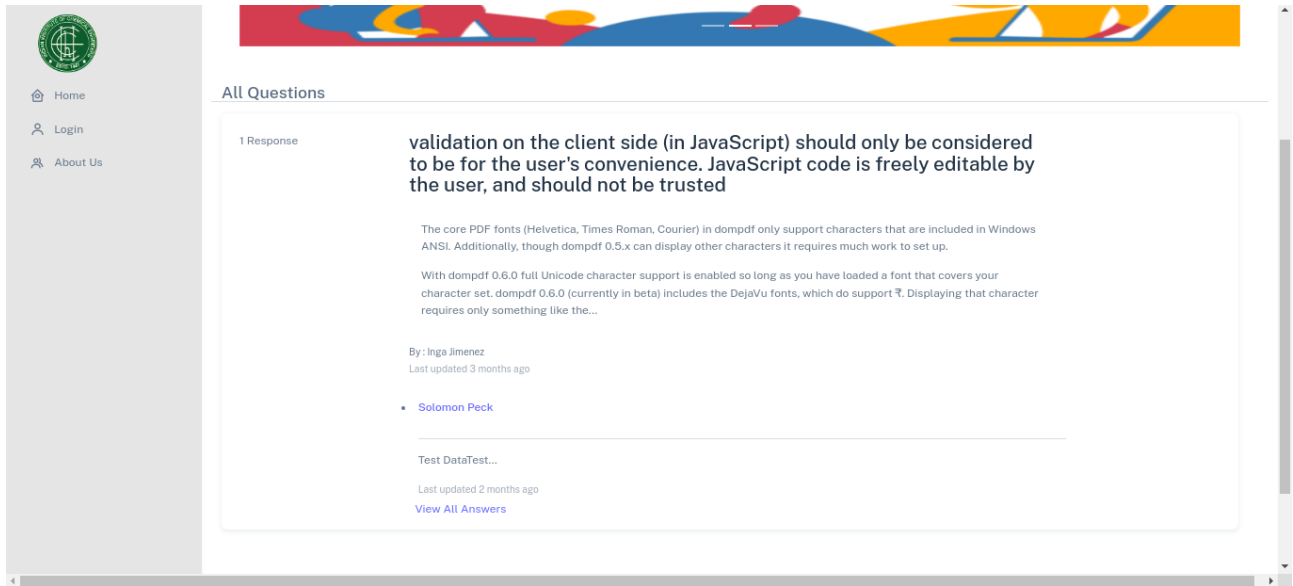 Home
Login
About Us
All Questions
1 Response
validation on the client side (in JavaScript) should only be considered
to be for the user's convenience. JavaScript code is freely editable by
the user, and should not be trusted
The core PDF fonts (Helvetica, Times Roman, Courier) in dompdf only support characters that are included in Windows
ANSI. Additionally, though dompdf 0.5.x can display other characters it requires much work to set up.
With dompdf 0.6.0 full Unicode character support is enabled so long as you have loaded a font that covers your
character set. dompdf 0.6.0 (currently in beta) includes the DejaVu fonts, which do support ₹. Displaying that character
requires only something like the...
By : Inga Jimenez
Last updated 3 months ago
Solomon Peck
Test DataTest...
Last updated 2 months ago
View All Answers